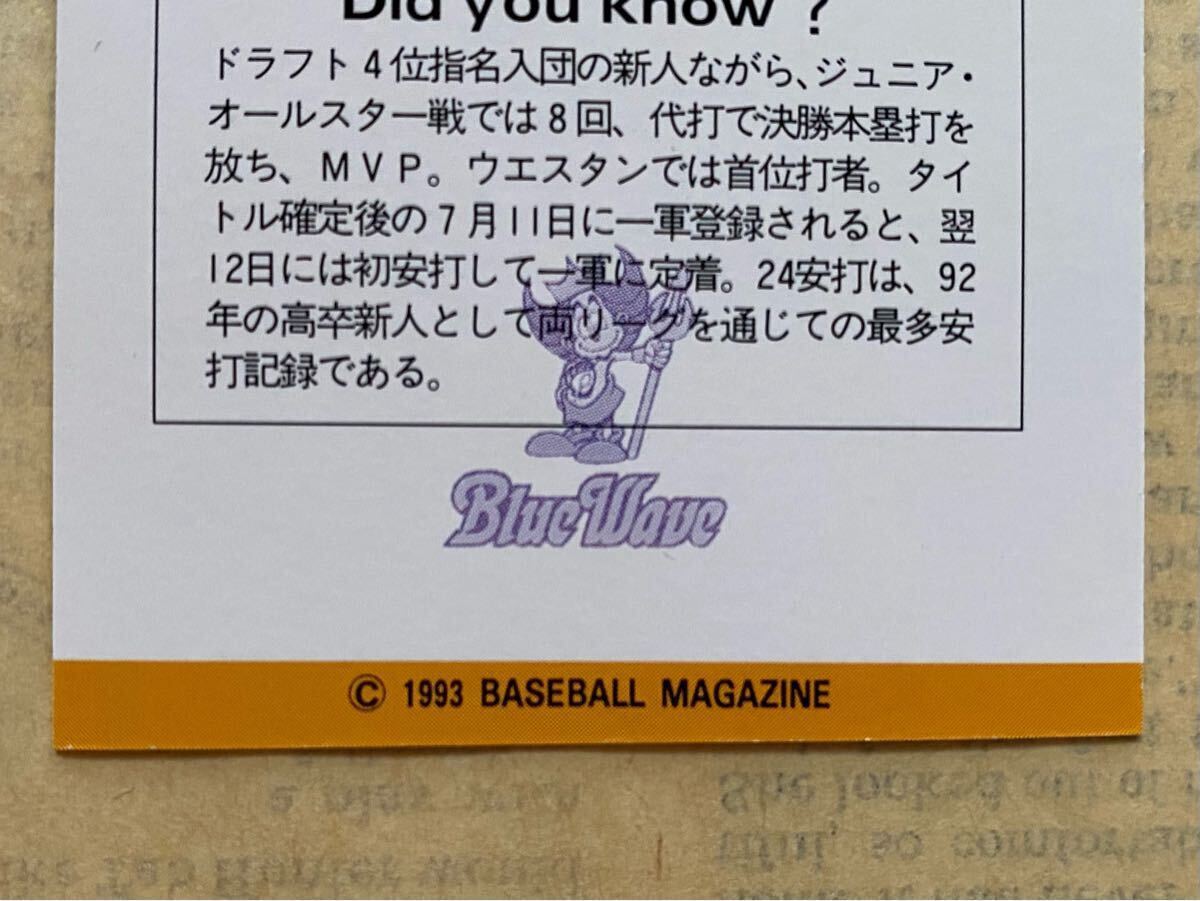 Did you know ?
ドラフト4位指名入団の新人ながら、ジュニア・
オールスター戦では8回、代打で決勝本塁打を
放ち、MVP。ウエスタンでは首位打者。タイ
トル確定後の7月11日に一軍登録されると、翌
12日には初安打して一軍に定着。24安打は、92
年の高卒新人として両リーグを通じての最多安
打記録である。
Blue Wave
© 1993 BASEBALL MAGAZINE